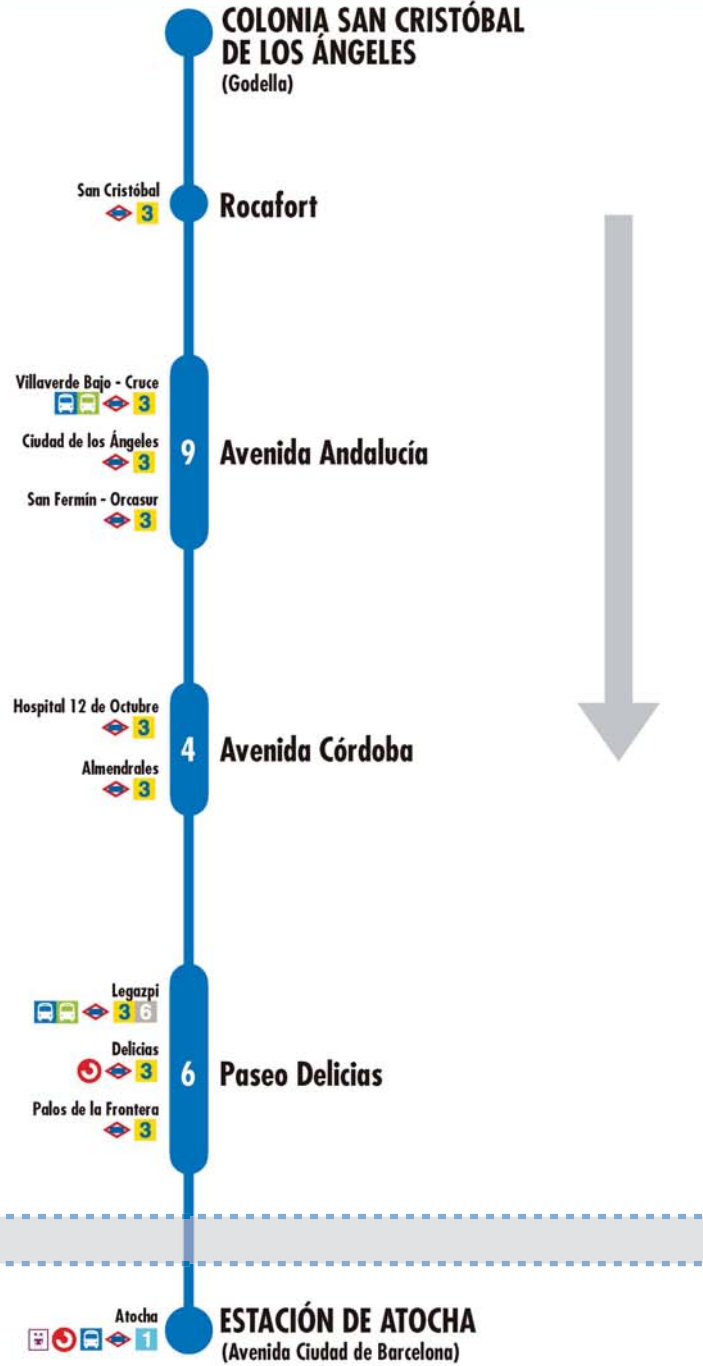 COLONIA SAN CRISTÓBAL
DE LOS ÁNGELES
(Godella)
San Cristóbal
3
Rocafort
Villaverde Bajo - Cruce
3
Ciudad de los Ángeles
3
San Fermín - Orcasur
3
9
Avenida Andalucía
Hospital 12 de Octubre
3
Almendrales
3
4
Avenida Córdoba
Legazpi
3 6
Delicias
3
Palos de la Frontera
3
6
Paseo Delicias
Atocha
1
ESTACIÓN DE ATOCHA
(Avenida Ciudad de Barcelona)